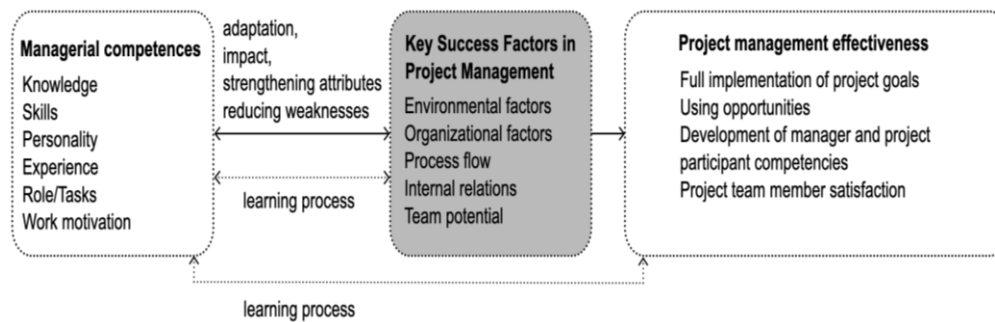 Managerial competences
Knowledge
Skills
Personality
Experience
Role/Tasks
Work motivation
adaptation,
impact,
strengthening attributes
reducing weaknesses
learning process
Key Success Factors in
Project Management
Environmental factors
Organizational factors
Process flow
Internal relations
Team potential
Project management effectiveness
Full implementation of project goals
Using opportunities
Development of manager and project
participant competencies
Project team member satisfaction
learning process